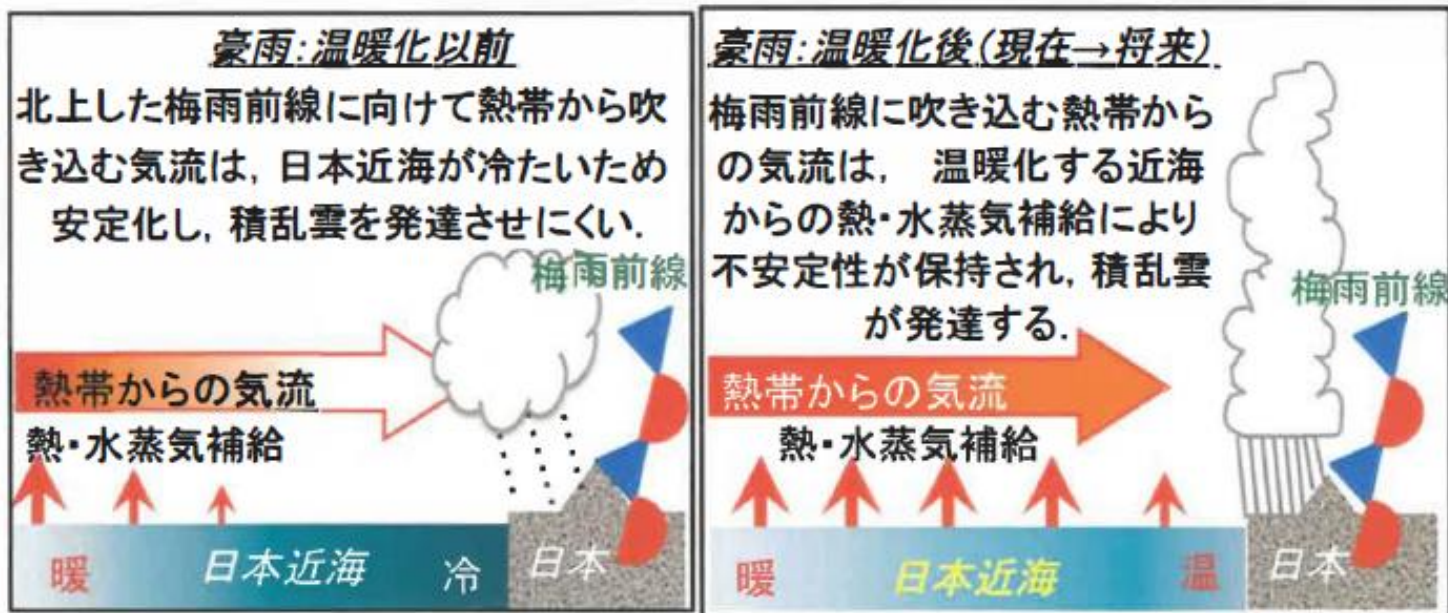 豪雨:温暖化以前
北上した梅雨前線に向けて熱帯から吹
き込む気流は, 日本近海が冷たいため
安定化し, 積乱雲を発達させにくい.
梅雨前線
熱帯からの気流
熱・水蒸気補給
暖 日本近海 冷 日本
豪雨:温暖化後(現在→将来)
梅雨前線に吹き込む熱帯から
の気流は, 温暖化する近海
からの熱・水蒸気補給により
不安定性が保持され, 積乱雲
が発達する.
梅雨前線
熱帯からの気流
熱・水蒸気補給
暖 日本近海 温 日本